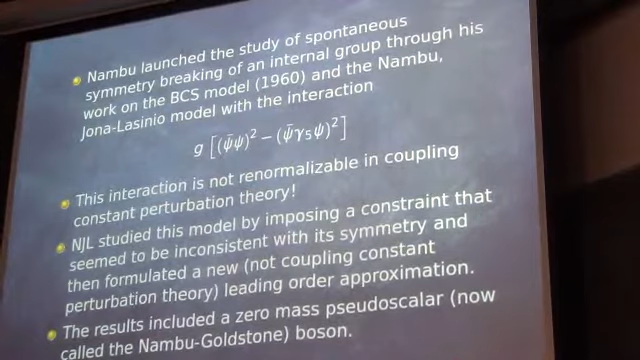 Nambu launched the study of spontaneous
symmetry breaking of an internal group through his
work on the BCS model (1960) and the Nambu,
Jona-Lasinio model with the interaction
g [(ψ̄ψ)² − (ψ̄γ₅ψ)²]
This interaction is not renormalizable in coupling
constant perturbation theory!
NJL studied this model by imposing a constraint that
seemed to be inconsistent with its symmetry and
then formulated a new (not coupling constant
perturbation theory) leading order approximation.
The results included a zero mass pseudoscalar (now
called the Nambu-Goldstone) boson.